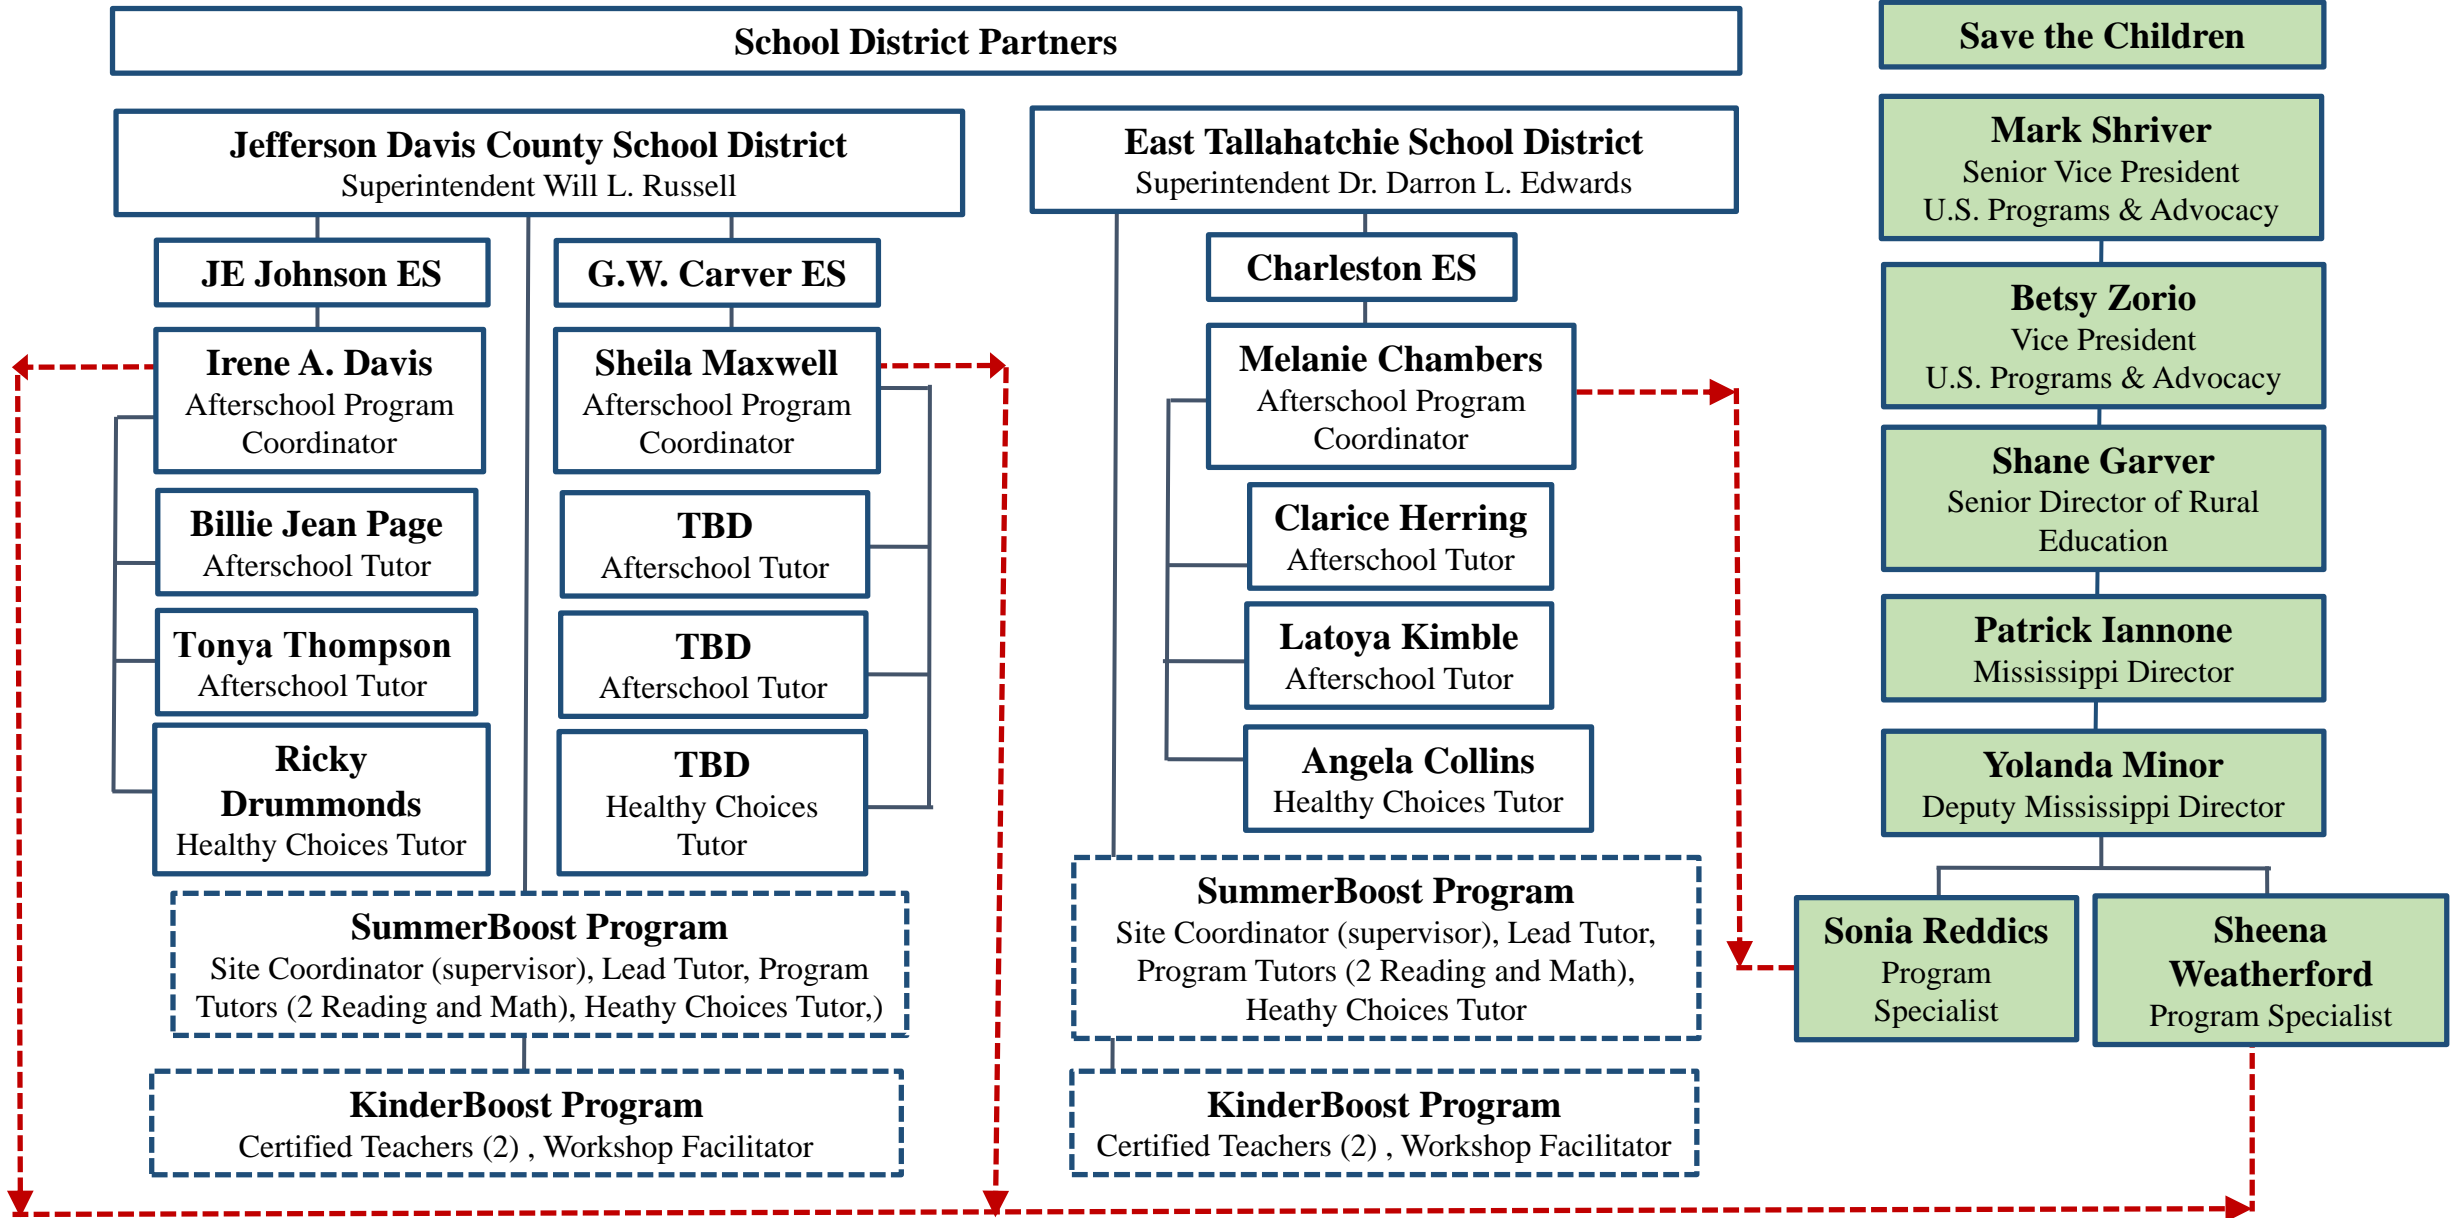 School District Partners
Save the Children
Jefferson Davis County School District
Superintendent Will L. Russell
JE Johnson ES
Irene A. Davis
Afterschool Program
Coordinator
Billie Jean Page
Afterschool Tutor
Tonya Thompson
Afterschool Tutor
Ricky
Drummonds
Healthy Choices Tutor
G.W. Carver ES
Sheila Maxwell
Afterschool Program
Coordinator
TBD
Afterschool Tutor
TBD
Afterschool Tutor
TBD
Healthy Choices
Tutor
SummerBoost Program
Site Coordinator (supervisor), Lead Tutor, Program
Tutors (2 Reading and Math), Heathy Choices Tutor,)
KinderBoost Program
Certified Teachers (2) , Workshop Facilitator
East Tallahatchie School District
Superintendent Dr. Darron L. Edwards
Charleston ES
Melanie Chambers
Afterschool Program
Coordinator
Clarice Herring
Afterschool Tutor
Latoya Kimble
Afterschool Tutor
Angela Collins
Healthy Choices Tutor
SummerBoost Program
Site Coordinator (supervisor), Lead Tutor,
Program Tutors (2 Reading and Math),
Heathy Choices Tutor
KinderBoost Program
Certified Teachers (2) , Workshop Facilitator
Mark Shriver
Senior Vice President
U.S. Programs & Advocacy
Betsy Zorio
Vice President
U.S. Programs & Advocacy
Shane Garver
Senior Director of Rural
Education
Patrick Iannone
Mississippi Director
Yolanda Minor
Deputy Mississippi Director
Sonia Reddics
Program
Specialist
Sheena
Weatherford
Program Specialist